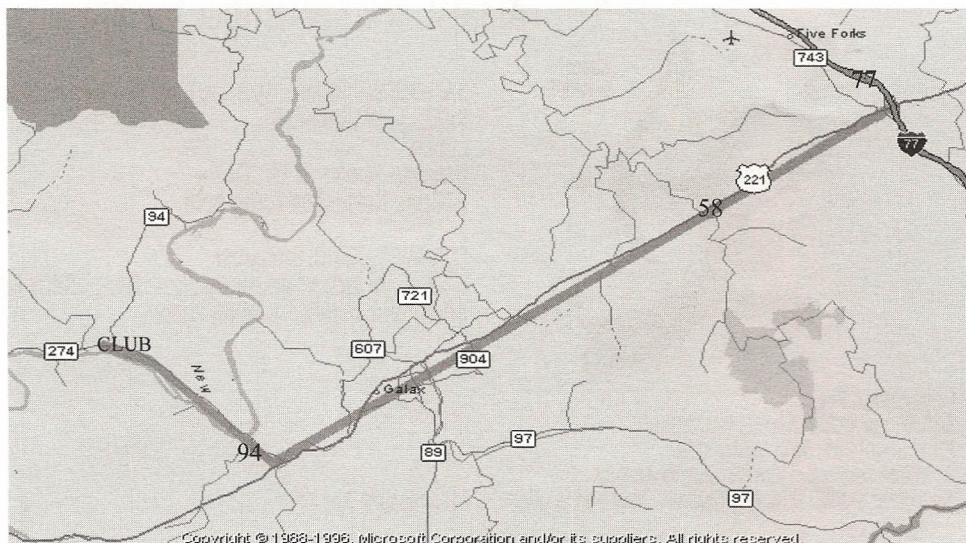 Five Forks
743
77
77
221
58
94
721
274
CLUB
607
904
New
Galax
94
89
97
97
Copyright © 1988-1996, Microsoft Corporation and/or its suppliers. All rights reserved